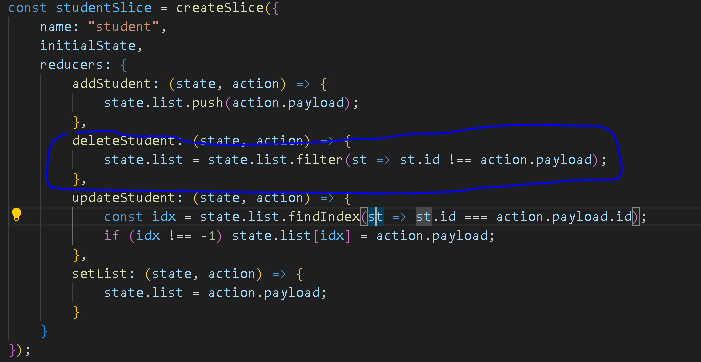 const studentSlice = createSlice({
    name: "student",
    initialState,
    reducers: {
        addStudent: (state, action) => {
            state.list.push(action.payload);
        },
        deleteStudent: (state, action) => {
            state.list = state.list.filter(st => st.id !== action.payload);
        },
        updateStudent: (state, action) => {
            const idx = state.list.findIndex(st => st.id === action.payload.id);
            if (idx !== -1) state.list[idx] = action.payload;
        },
        setList: (state, action) => {
            state.list = action.payload;
        }
    }
});